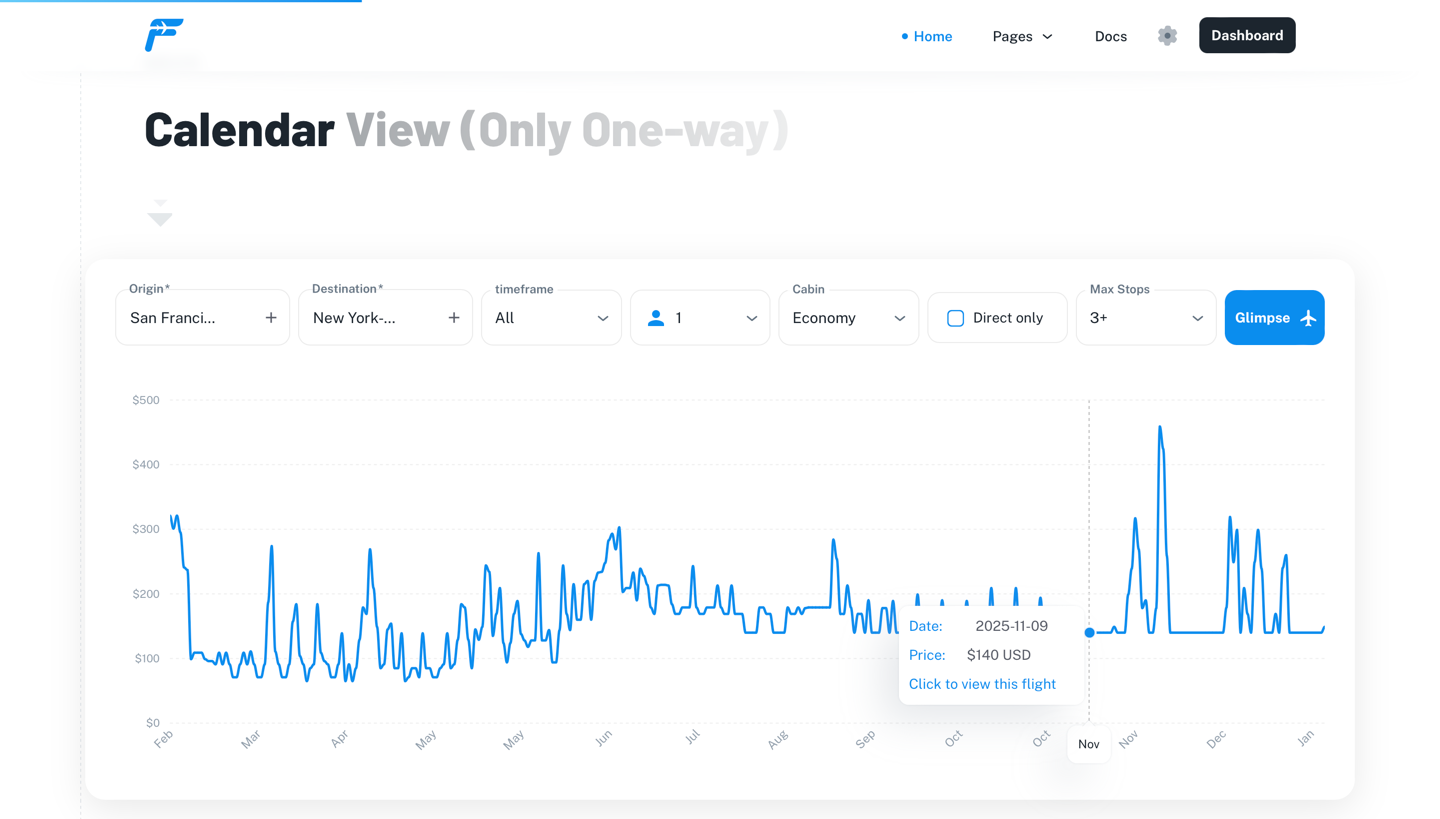 Home
Pages
Docs
Dashboard
Calendar View (Only One-way)
Origin*
San Franci...
Destination*
New York-...
timeframe
All
1
Cabin
Economy
Direct only
Max Stops
3+
Glimpse
$500
$400
$300
$200
$100
$0
Date: 2025-11-09
Price: $140 USD
Click to view this flight
Feb
Mar
Apr
May
May
Jun
Jul
Aug
Sep
Oct
Oct
Nov
Nov
Dec
Jan